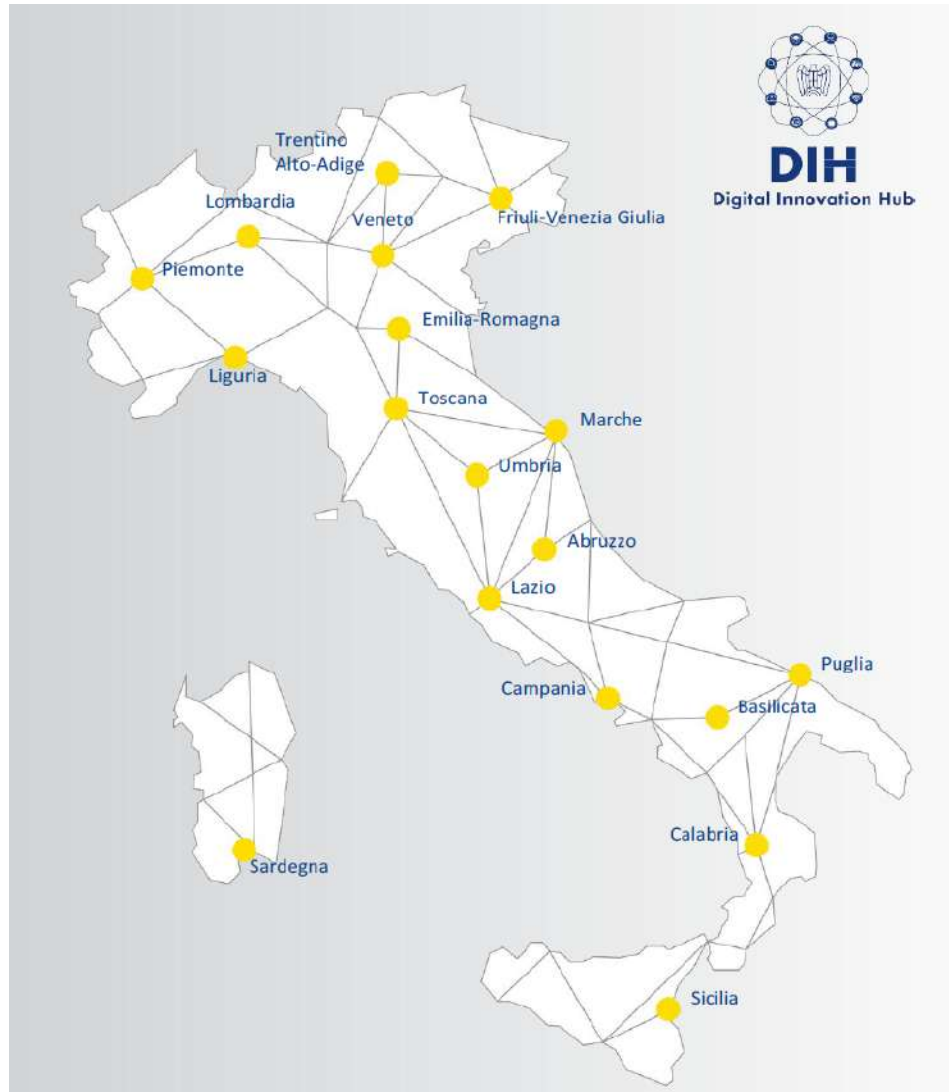 DIH
Digital Innovation Hub
Trentino
Alto-Adige
Lombardia
Veneto
Friuli-Venezia Giulia
Piemonte
Emilia-Romagna
Liguria
Toscana
Marche
Umbria
Abruzzo
Lazio
Puglia
Campania
Basilicata
Calabria
Sardegna
Sicilia